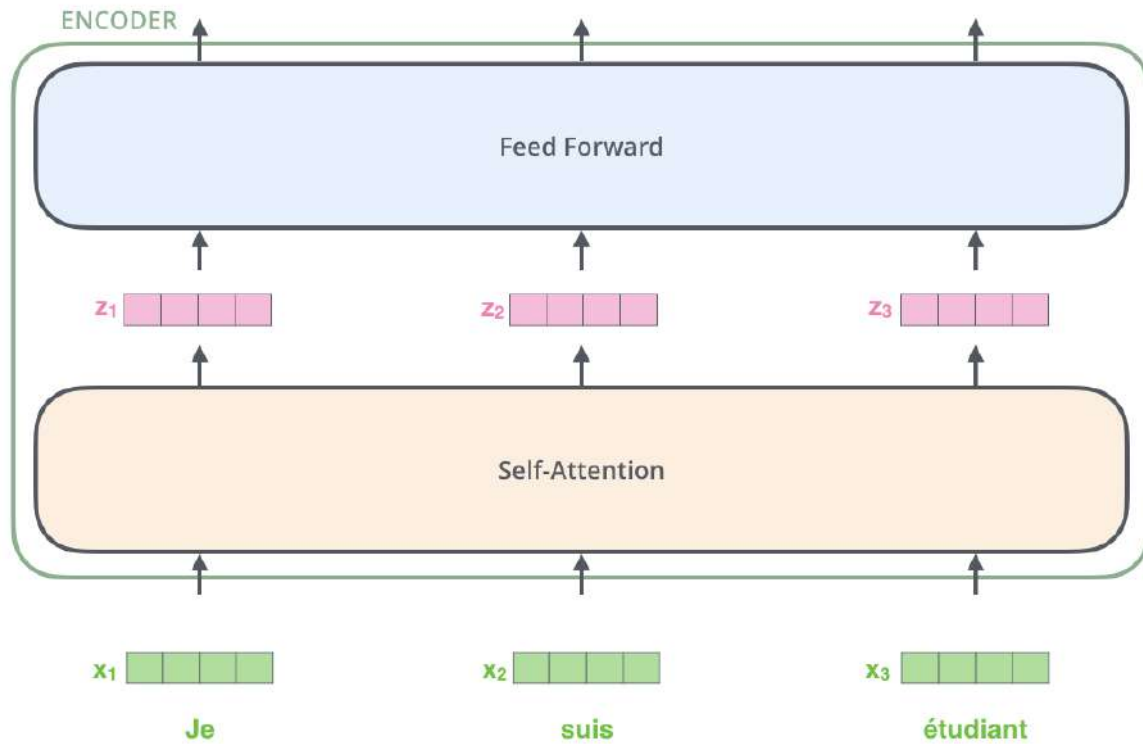 ENCODER
Feed Forward
z₁ z₂ z₃
Self-Attention
x₁ x₂ x₃
Je suis étudiant